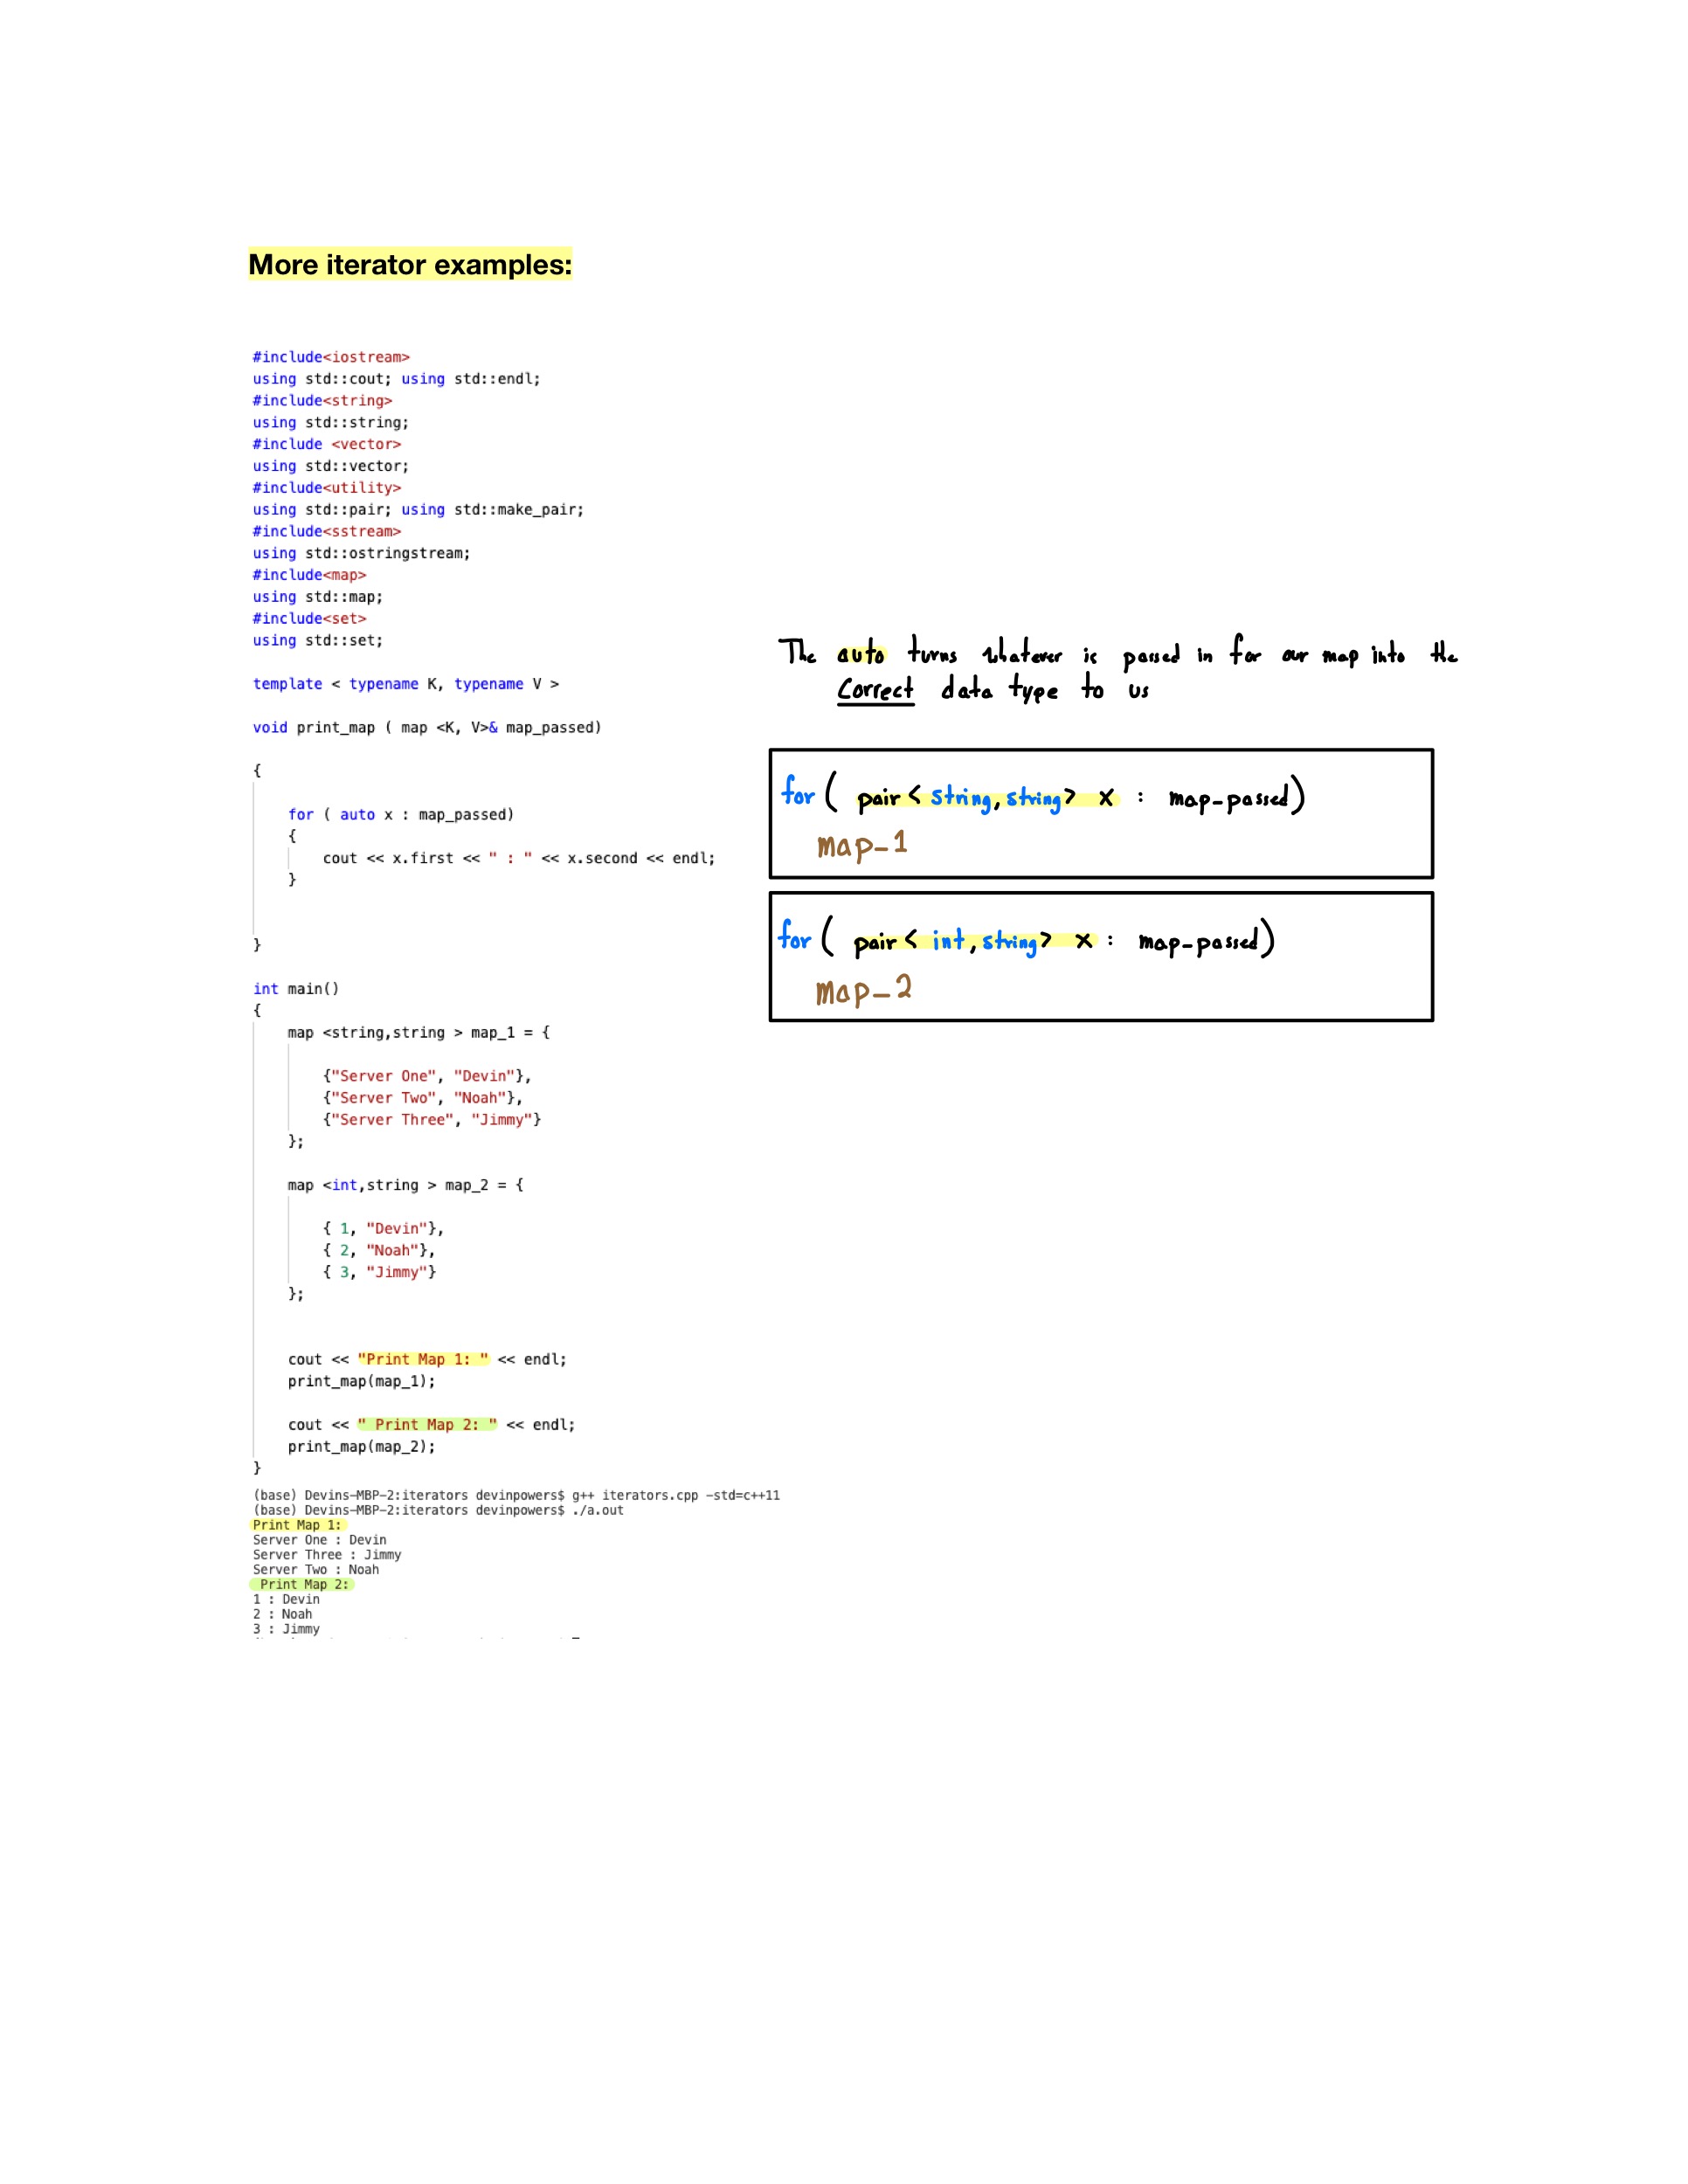 More iterator examples:
#include<iostream>
using std::cout; using std::endl;
#include<string>
using std::string;
#include <vector>
using std::vector;
#include<utility>
using std::pair; using std::make_pair;
#include<sstream>
using std::ostringstream;
#include<map>
using std::map;
#include<set>
using std::set;
template < typename K, typename V >
void print_map ( map <K, V>& map_passed)
{
for ( auto x : map_passed)
{
cout << x.first << " : " << x.second << endl;
}
}
int main()
{
map <string,string > map_1 = {
{"Server One", "Devin"},
{"Server Two", "Noah"},
{"Server Three", "Jimmy"}
};
map <int,string > map_2 = {
{ 1, "Devin"},
{ 2, "Noah"},
{ 3, "Jimmy"}
};
cout << "Print Map 1: " << endl;
print_map(map_1);
cout << " Print Map 2: " << endl;
print_map(map_2);
}
(base) Devins-MBP-2:iterators devinpowers$ g++ iterators.cpp -std=c++11
(base) Devins-MBP-2:iterators devinpowers$ ./a.out
Print Map 1:
Server One : Devin
Server Three : Jimmy
Server Two : Noah
Print Map 2:
1 : Devin
2 : Noah
3 : Jimmy
The auto turns whatever is passed in for our map into the
Correct data type to us
for ( pair < string, string> x : map-passed)
map-1
for ( pair < int, string> x : map-passed)
map-2